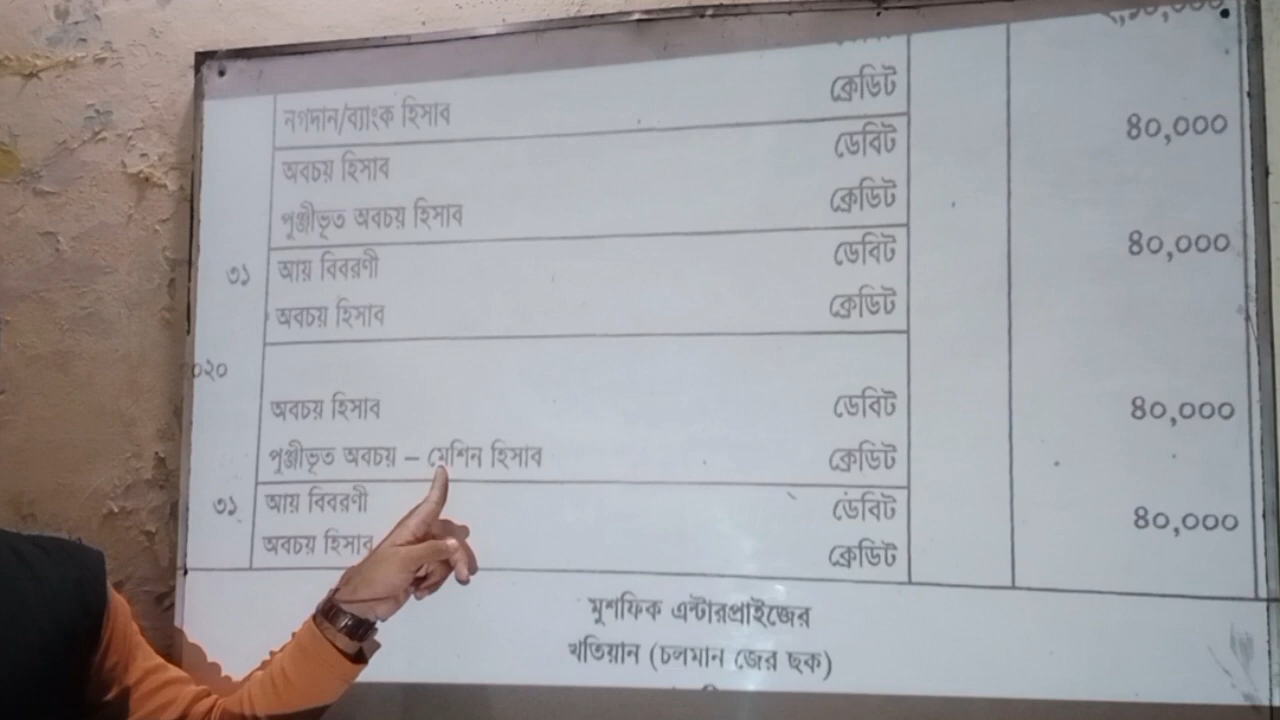 নগদান/ব্যাংক হিসাব ক্রেডিট
অবচয় হিসাব ডেবিট ৪০,০০০
পুঞ্জীভূত অবচয় হিসাব ক্রেডিট
৩১ আয় বিবরণী ডেবিট ৪০,০০০
অবচয় হিসাব ক্রেডিট
০২০
অবচয় হিসাব ডেবিট ৪০,০০০
পুঞ্জীভূত অবচয় – মেশিন হিসাব ক্রেডিট
৩১ আয় বিবরণী ডেবিট ৪০,০০০
অবচয় হিসাব ক্রেডিট
মুশফিক এন্টারপ্রাইজের
খতিয়ান (চলমান জের ছক)